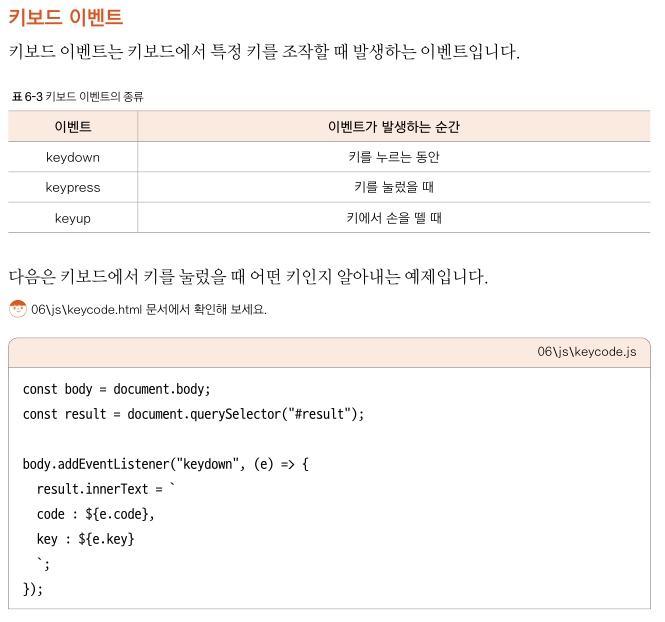 키보드 이벤트
키보드 이벤트는 키보드에서 특정 키를 조작할 때 발생하는 이벤트입니다.
표 6-3 키보드 이벤트의 종류
이벤트 이벤트가 발생하는 순간
keydown 키를 누르는 동안
keypress 키를 눌렀을 때
keyup 키에서 손을 뗄 때
다음은 키보드에서 키를 눌렀을 때 어떤 키인지 알아내는 예제입니다.
06\js\keycode.html 문서에서 확인해 보세요.
06\js\keycode.js
const body = document.body;
const result = document.querySelector("#result");
body.addEventListener("keydown", (e) => {
result.innerText = `
code : ${e.code},
key : ${e.key}
`;
});